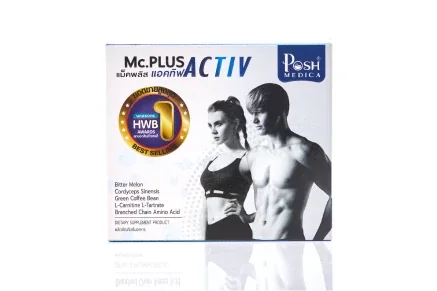 Mc.PLUS
แม็คพลัส แอคทีฟ ACTIV
POSH
MEDICA
HWB
AWARDS
1
BEST SELLER
Bitter Melon
Cordyceps Sinensis
Green Coffee Bean
L-Carnitine L-Tartrate
Branched Chain Amino Acid
DIETARY SUPPLEMENT PRODUCT
ผลิตภัณฑ์เสริมอาหาร